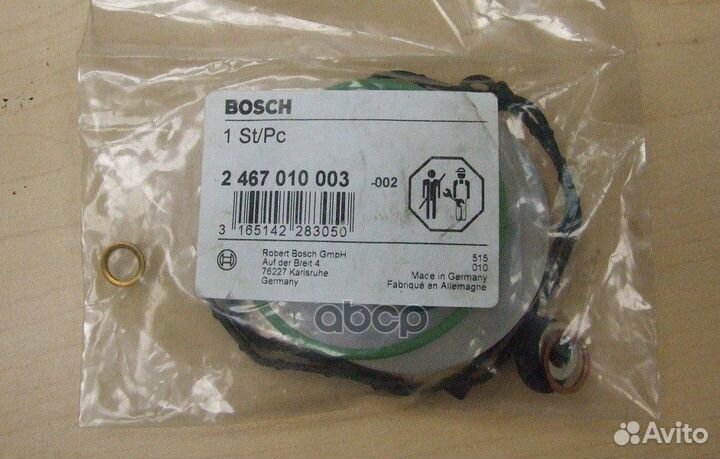 BOSCH
1 St/Pc
2 467 010 003 -002
3 165142 283050
Robert Bosch GmbH
Auf der Breit 4
76227 Karlsruhe
Germany
515
010
Made in Germany
Fabriqué en Allemagne
abcp
Avito